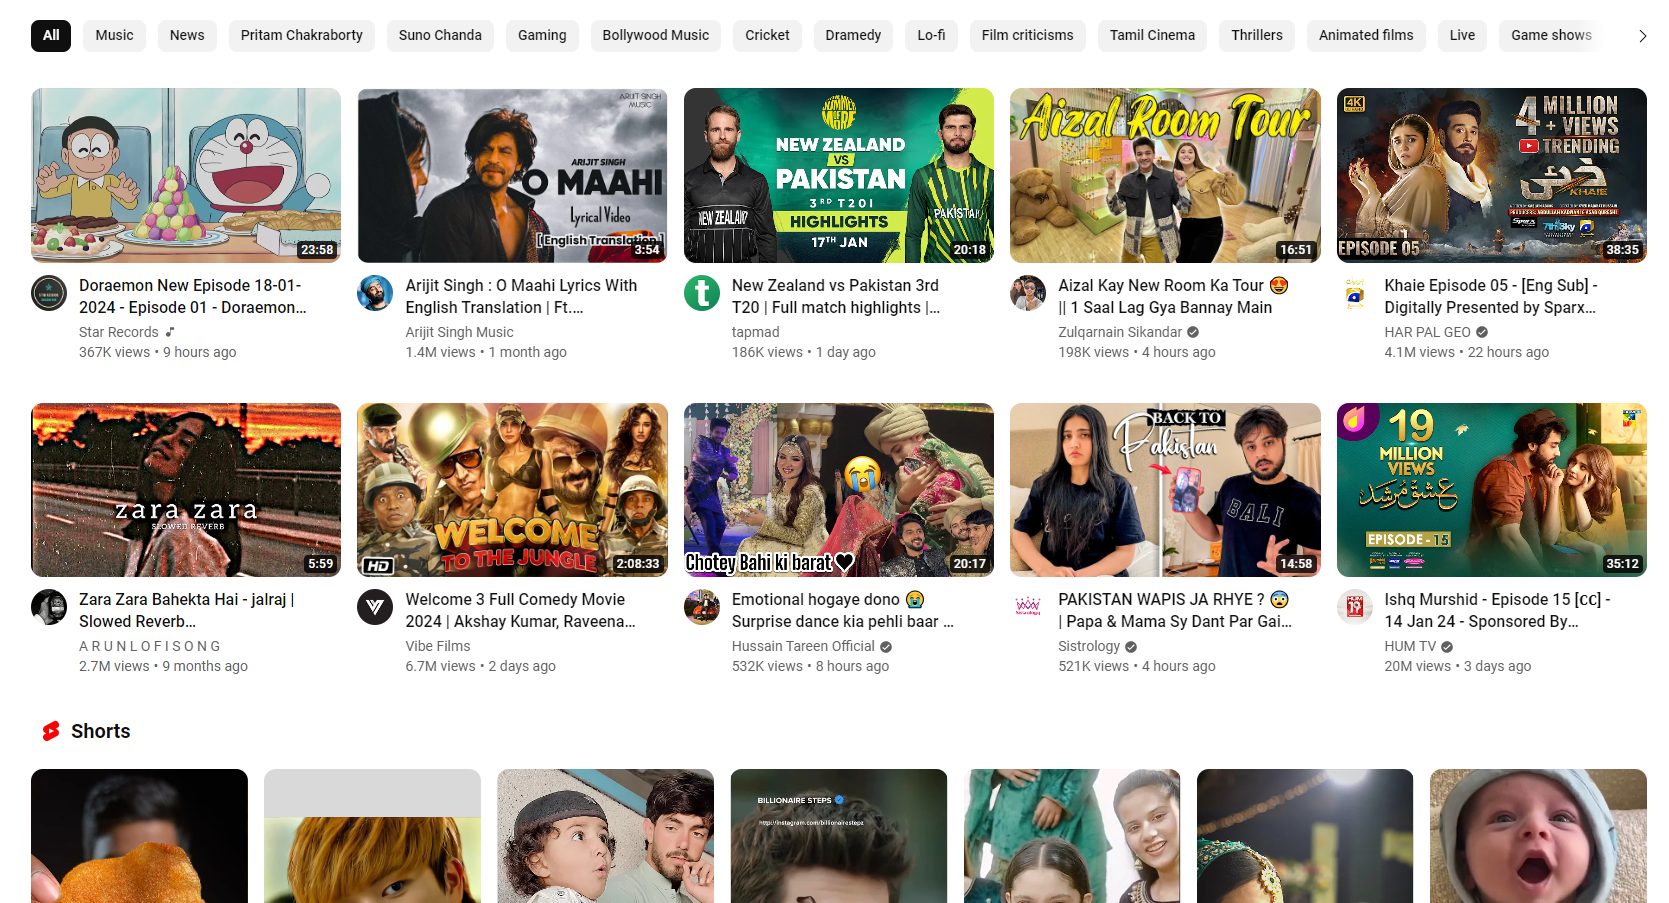 All Music News Pritam Chakraborty Suno Chanda Gaming Bollywood Music Cricket Dramedy Lo-fi Film criticisms Tamil Cinema Thrillers Animated films Live Game shows
23:58
ARIJIT SINGH
MUSIC
ARIJIT SINGH
O MAAHI
Lyrical Video
[English Translation]
3:54
SUMMER
OF
MORE
NEW ZEALAND
VS
PAKISTAN
3RD T20I
HIGHLIGHTS
17TH JAN
NEW ZEALAND
PAKISTAN
20:18
Aizal Room Tour
16:51
4K
4 MILLION
+ VIEWS
TRENDING
خئی
KHAIE
7th Sky
EPISODE 05
38:35
Doraemon New Episode 18-01-
2024 - Episode 01 - Doraemon...
Star Records
367K views • 9 hours ago
Arijit Singh : O Maahi Lyrics With
English Translation | Ft....
Arijit Singh Music
1.4M views • 1 month ago
New Zealand vs Pakistan 3rd
T20 | Full match highlights |...
tapmad
186K views • 1 day ago
Aizal Kay New Room Ka Tour 😍
|| 1 Saal Lag Gya Bannay Main
Zulqarnain Sikandar
198K views • 4 hours ago
Khaie Episode 05 - [Eng Sub] -
Digitally Presented by Sparx...
HAR PAL GEO
4.1M views • 22 hours ago
zara zara
SLOWED REVERB
5:59
WELCOME
TO THE JUNGLE
HD
2:08:33
Chotey Bahi ki barat
20:17
BACK TO
Pakistan
BALI
14:58
19
MILLION
VIEWS
عشق مرشد
EPISODE - 15
35:12
Zara Zara Bahekta Hai - jalraj |
Slowed Reverb...
A R U N L O F I S O N G
2.7M views • 9 months ago
Welcome 3 Full Comedy Movie
2024 | Akshay Kumar, Raveena...
Vibe Films
6.7M views • 2 days ago
Emotional hogaye dono 😭
Surprise dance kia pehli baar ...
Hussain Tareen Official
532K views • 8 hours ago
PAKISTAN WAPIS JA RHYE ? 😨
| Papa & Mama Sy Dant Par Gai...
Sistrology
521K views • 4 hours ago
Ishq Murshid - Episode 15 [𝐂𝐂] -
14 Jan 24 - Sponsored By...
HUM TV
20M views • 3 days ago
Shorts
BILLIONAIRE STEPS
http://instagram.com/billionairestepz